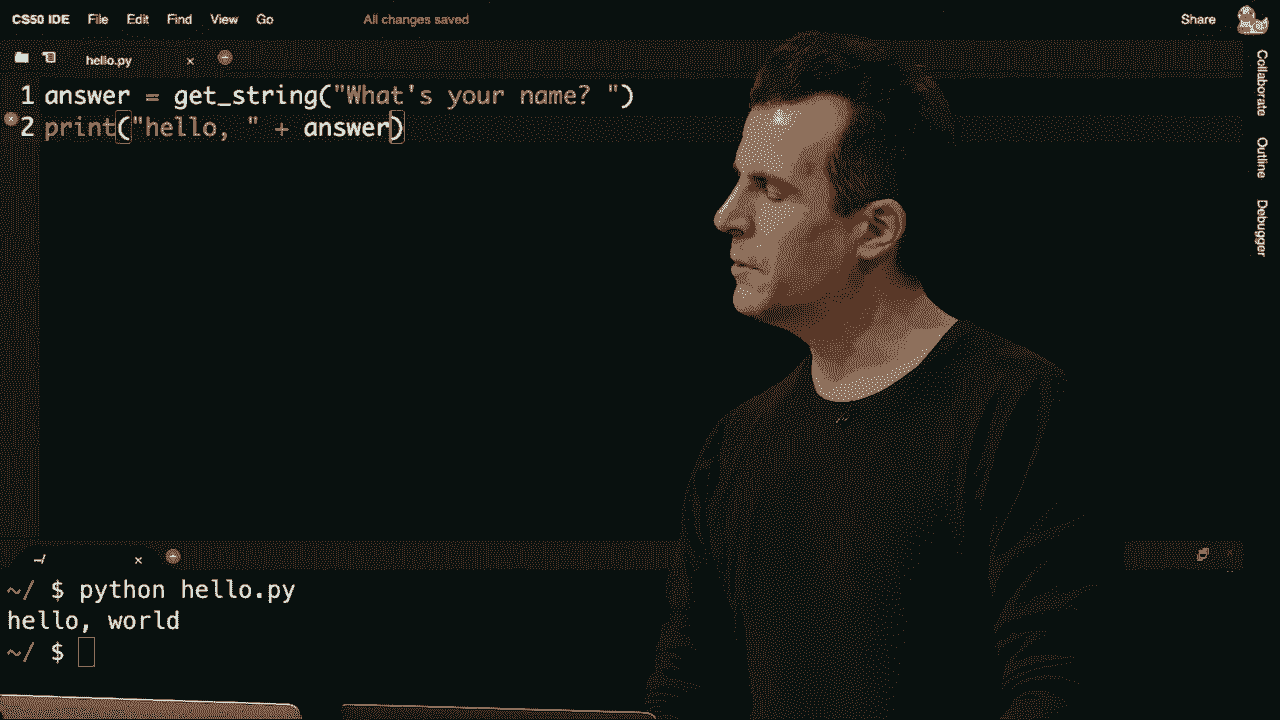 CS50 IDE File Edit Find View Go All changes saved Share
hello.py
1 answer = get_string("What's your name? ")
2 print("hello, " + answer)
Collaborate
Outline
Debugger
~/
~/ $ python hello.py
hello, world
~/ $